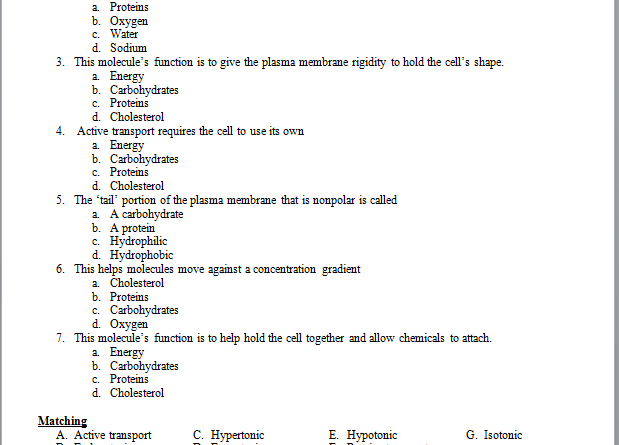 a. Proteins
b. Oxygen
c. Water
d. Sodium
3. This molecule's function is to give the plasma membrane rigidity to hold the cell's shape.
a. Energy
b. Carbohydrates
c. Proteins
d. Cholesterol
4. Active transport requires the cell to use its own
a. Energy
b. Carbohydrates
c. Proteins
d. Cholesterol
5. The 'tail' portion of the plasma membrane that is nonpolar is called
a. A carbohydrate
b. A protein
c. Hydrophilic
d. Hydrophobic
6. This helps molecules move against a concentration gradient
a. Cholesterol
b. Proteins
c. Carbohydrates
d. Oxygen
7. This molecule's function is to help hold the cell together and allow chemicals to attach.
a. Energy
b. Carbohydrates
c. Proteins
d. Cholesterol
Matching
A. Active transport C. Hypertonic E. Hypotonic G. Isotonic